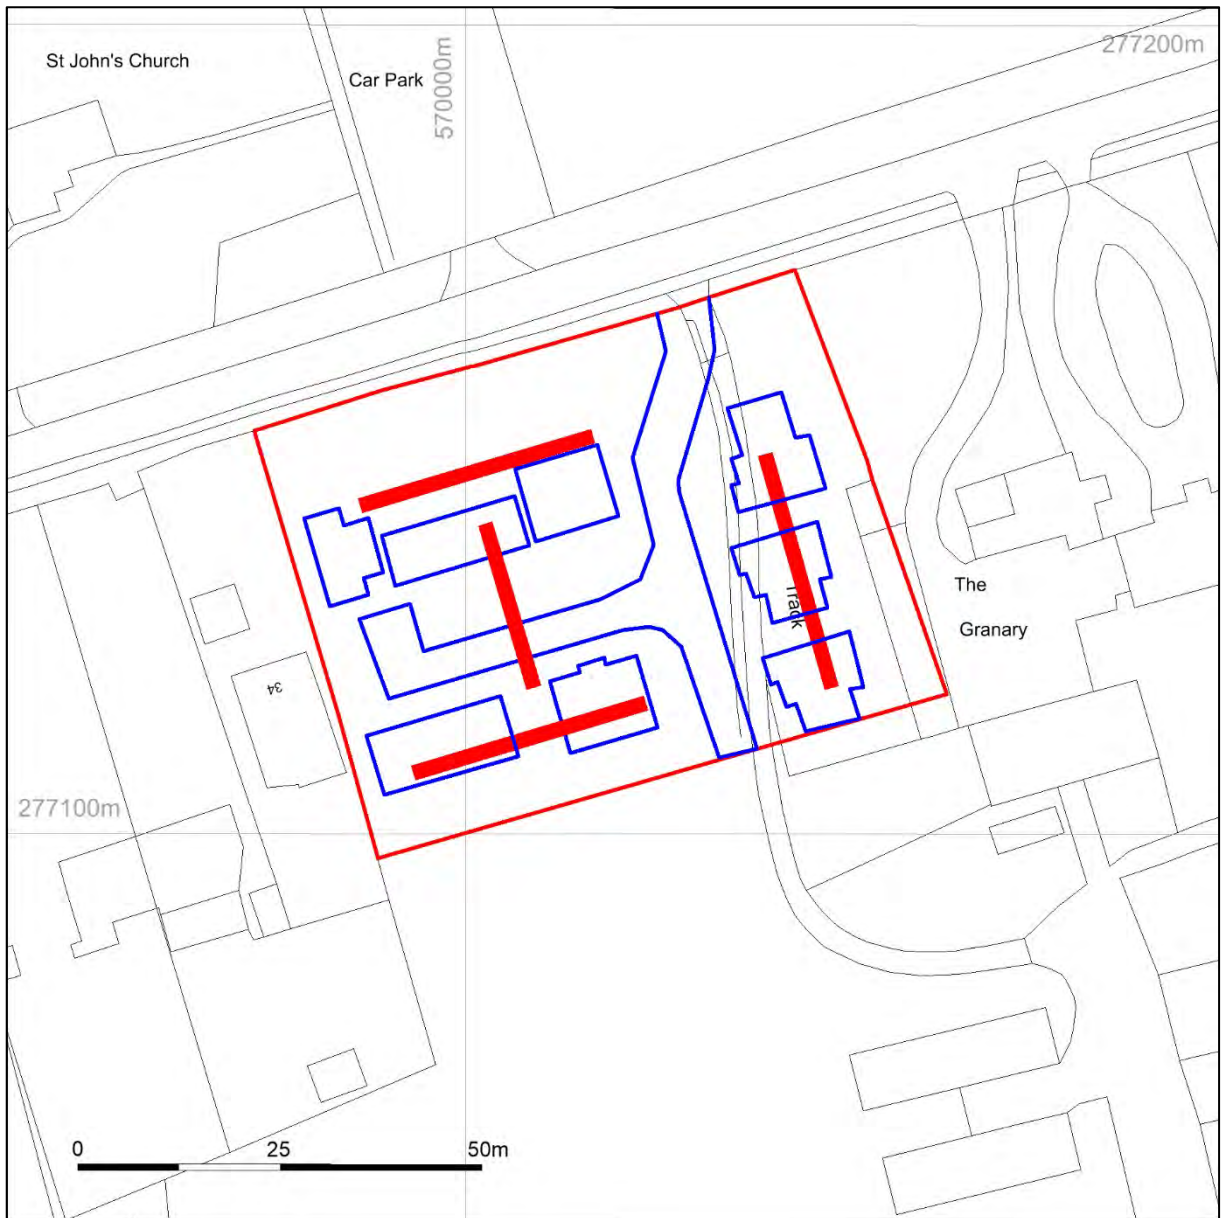 277200m
St John's Church
Car Park
570000m
The
Track
Granary
34
277100m
0 25 50m